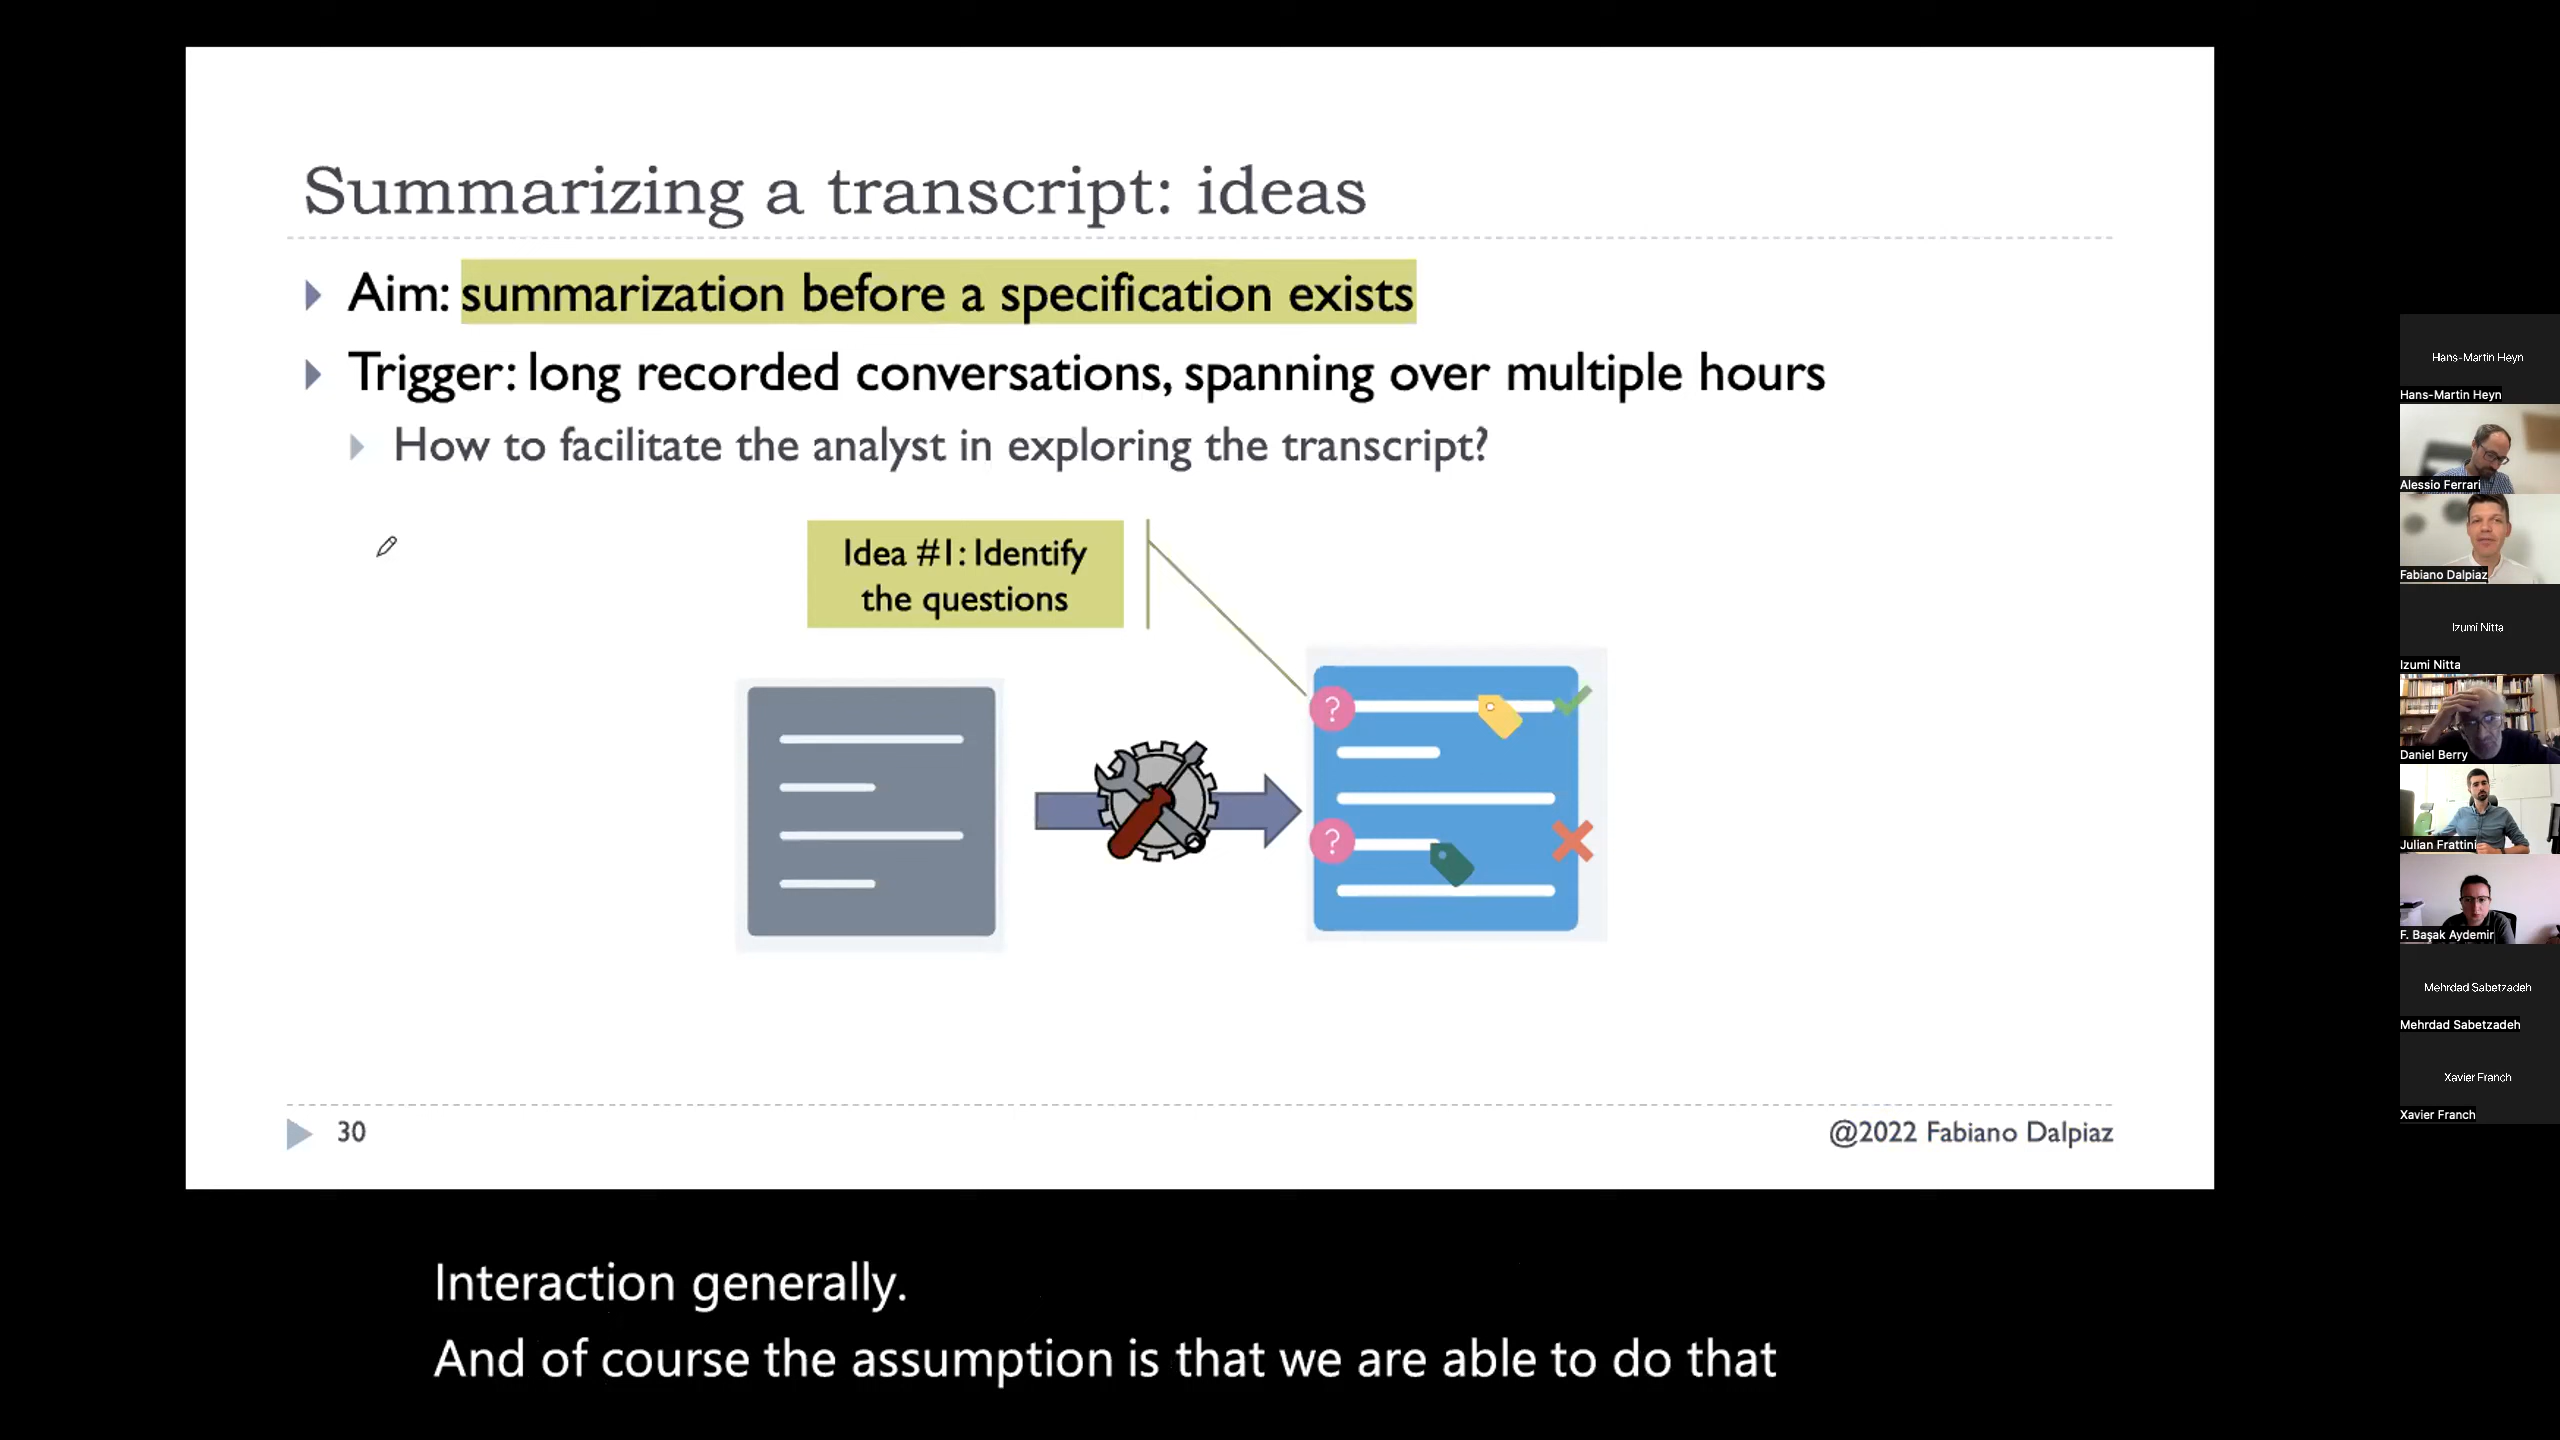 Summarizing a transcript: ideas
Aim: summarization before a specification exists
Trigger: long recorded conversations, spanning over multiple hours
How to facilitate the analyst in exploring the transcript?
Idea #1: Identify
the questions
?
?
30
@2022 Fabiano Dalpiaz
Hans-Martin Heyn
Hans-Martin Heyn
Alessio Ferrari
Fabiano Dalpiaz
Izumi Nitta
Izumi Nitta
Daniel Berry
Julian Frattini
F. Başak Aydemir
Mehrdad Sabetzadeh
Mehrdad Sabetzadeh
Xavier Franch
Xavier Franch
Interaction generally.
And of course the assumption is that we are able to do that